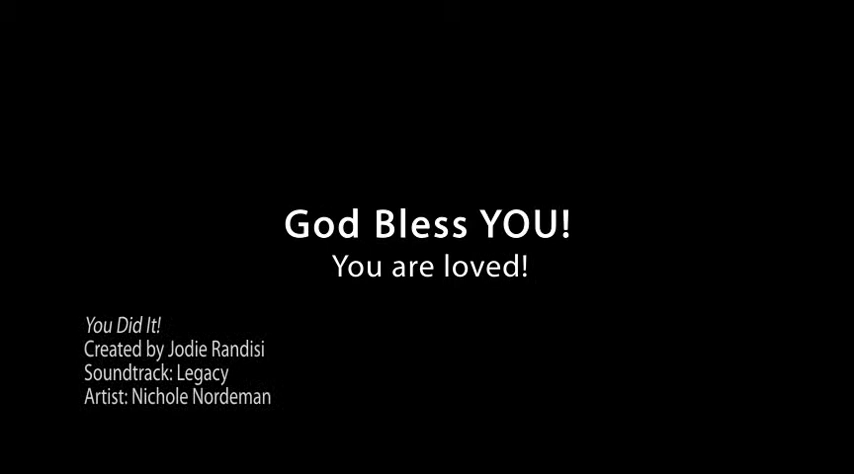 God Bless YOU!
You are loved!
You Did It!
Created by Jodie Randisi
Soundtrack: Legacy
Artist: Nichole Nordeman